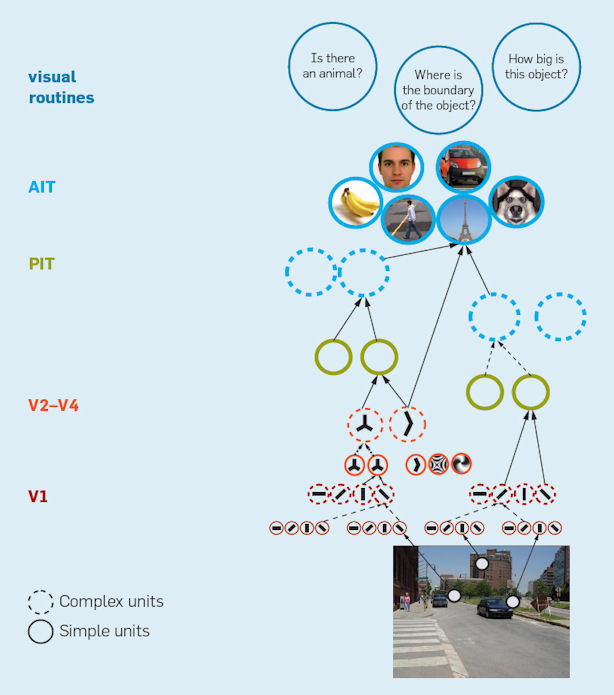 Is there
an animal?
How big is
this object?
visual
routines
Where is
the boundary
of the object?
AIT
PIT
V2–V4
V1
Complex units
Simple units